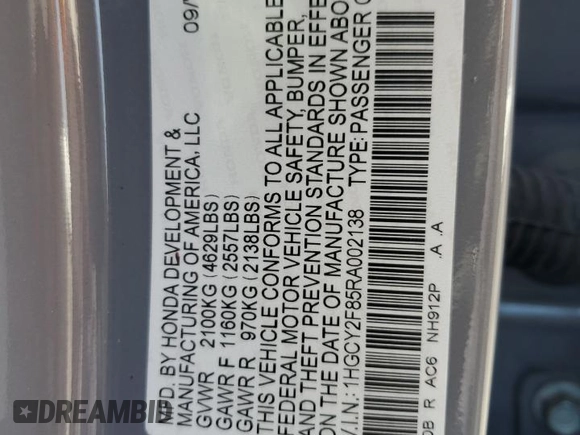 MFD. BY HONDA DEVELOPMENT &
MANUFACTURING OF AMERICA, LLC 09/
GVWR 2100KG (4629LBS)
GAWR F 1160KG (2557LBS)
GAWR R 970KG (2138LBS)
THIS VEHICLE CONFORMS TO ALL APPLICABLE
FEDERAL MOTOR VEHICLE SAFETY, BUMPER,
AND THEFT PREVENTION STANDARDS IN EFFE
ON THE DATE OF MANUFACTURE SHOWN ABO
V.I.N.: 1HGCY2F85RA002138 TYPE: PASSENGER
OB R AC6 NH912P .A .A
DREAMBID